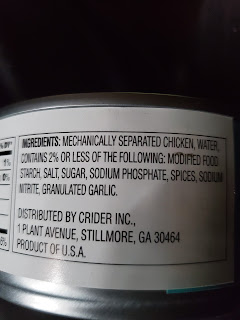 INGREDIENTS: MECHANICALLY SEPARATED CHICKEN, WATER,
CONTAINS 2% OR LESS OF THE FOLLOWING: MODIFIED FOOD
STARCH, SALT, SUGAR, SODIUM PHOSPHATE, SPICES, SODIUM
NITRITE, GRANULATED GARLIC.
DISTRIBUTED BY CRIDER INC.,
1 PLANT AVENUE, STILLMORE, GA 30464
PRODUCT OF U.S.A.